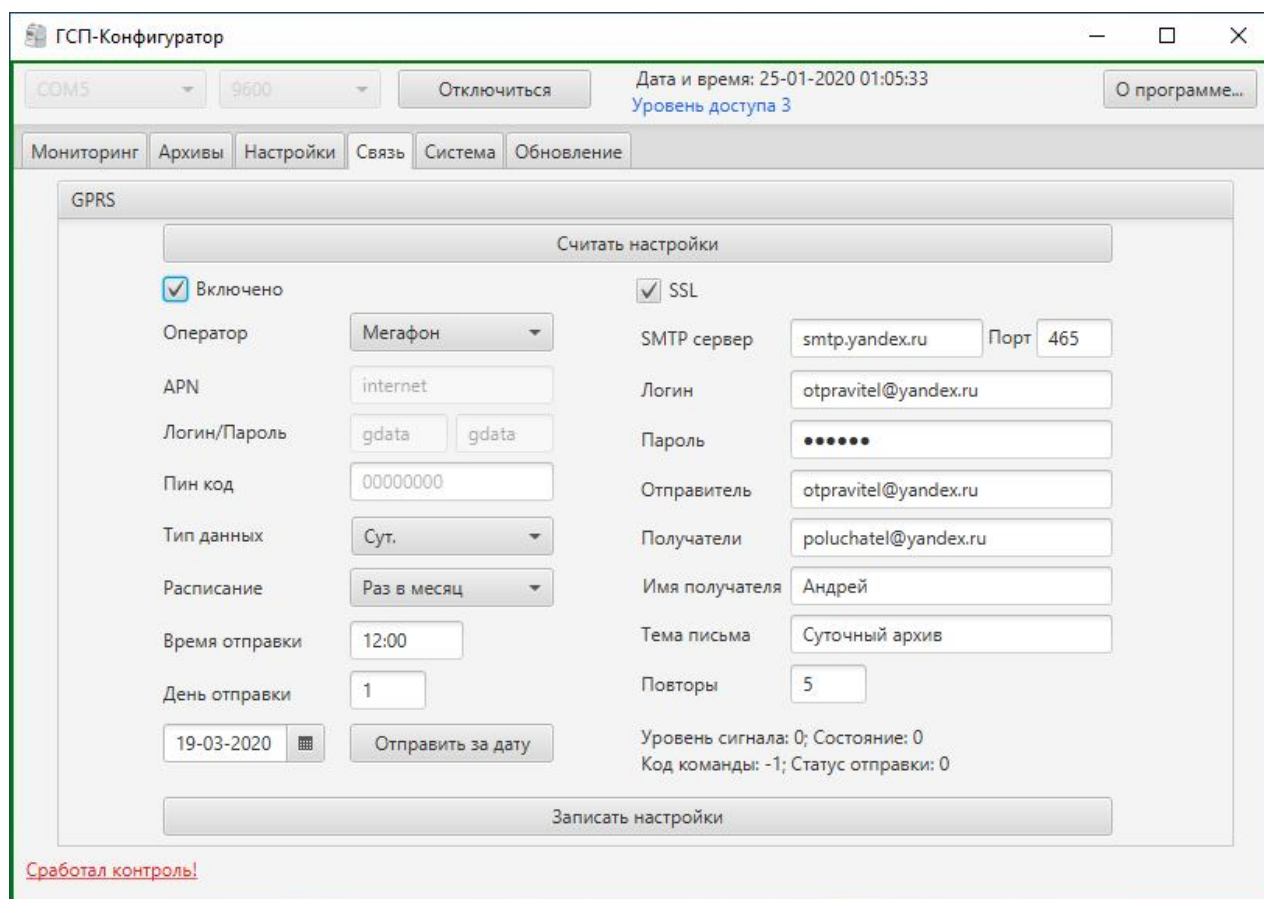 ГСП-Конфигуратор
COM5 9600 Отключиться Дата и время: 25-01-2020 01:05:33 О программе...
Уровень доступа 3
Мониторинг Архивы Настройки Связь Система Обновление
GPRS
Считать настройки
Включено SSL
Оператор Мегафон SMTP сервер smtp.yandex.ru Порт 465
APN internet Логин otpravitel@yandex.ru
Логин/Пароль gdata gdata Пароль ●●●●●●
Пин код 00000000 Отправитель otpravitel@yandex.ru
Тип данных Сут. Получатели poluchatel@yandex.ru
Расписание Раз в месяц Имя получателя Андрей
Время отправки 12:00 Тема письма Суточный архив
День отправки 1 Повторы 5
19-03-2020 Отправить за дату Уровень сигнала: 0; Состояние: 0
Код команды: -1; Статус отправки: 0
Записать настройки
Сработал контроль!